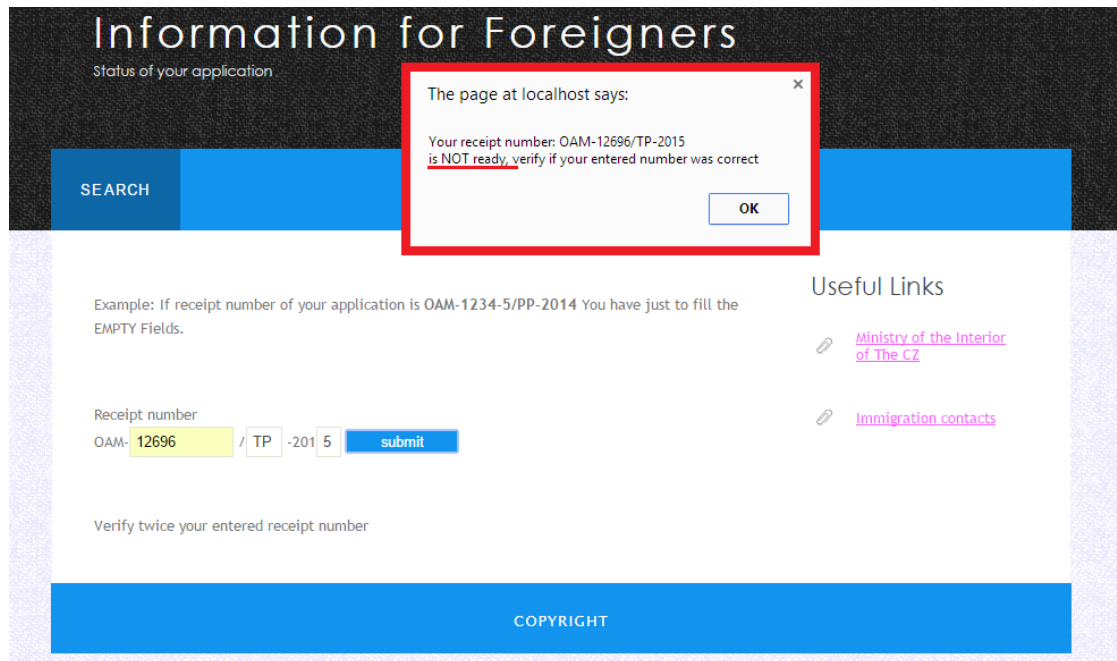 Information for Foreigners
Status of your application
The page at localhost says:
×
Your receipt number: OAM-12696/TP-2015
is NOT ready, verify if your entered number was correct
OK
SEARCH
Example: If receipt number of your application is OAM-1234-5/PP-2014 You have just to fill the
EMPTY Fields.
Receipt number
OAM- 12696 / TP -201 5 submit
Verify twice your entered receipt number
Useful Links
Ministry of the Interior
of The CZ
Immigration contacts
COPYRIGHT